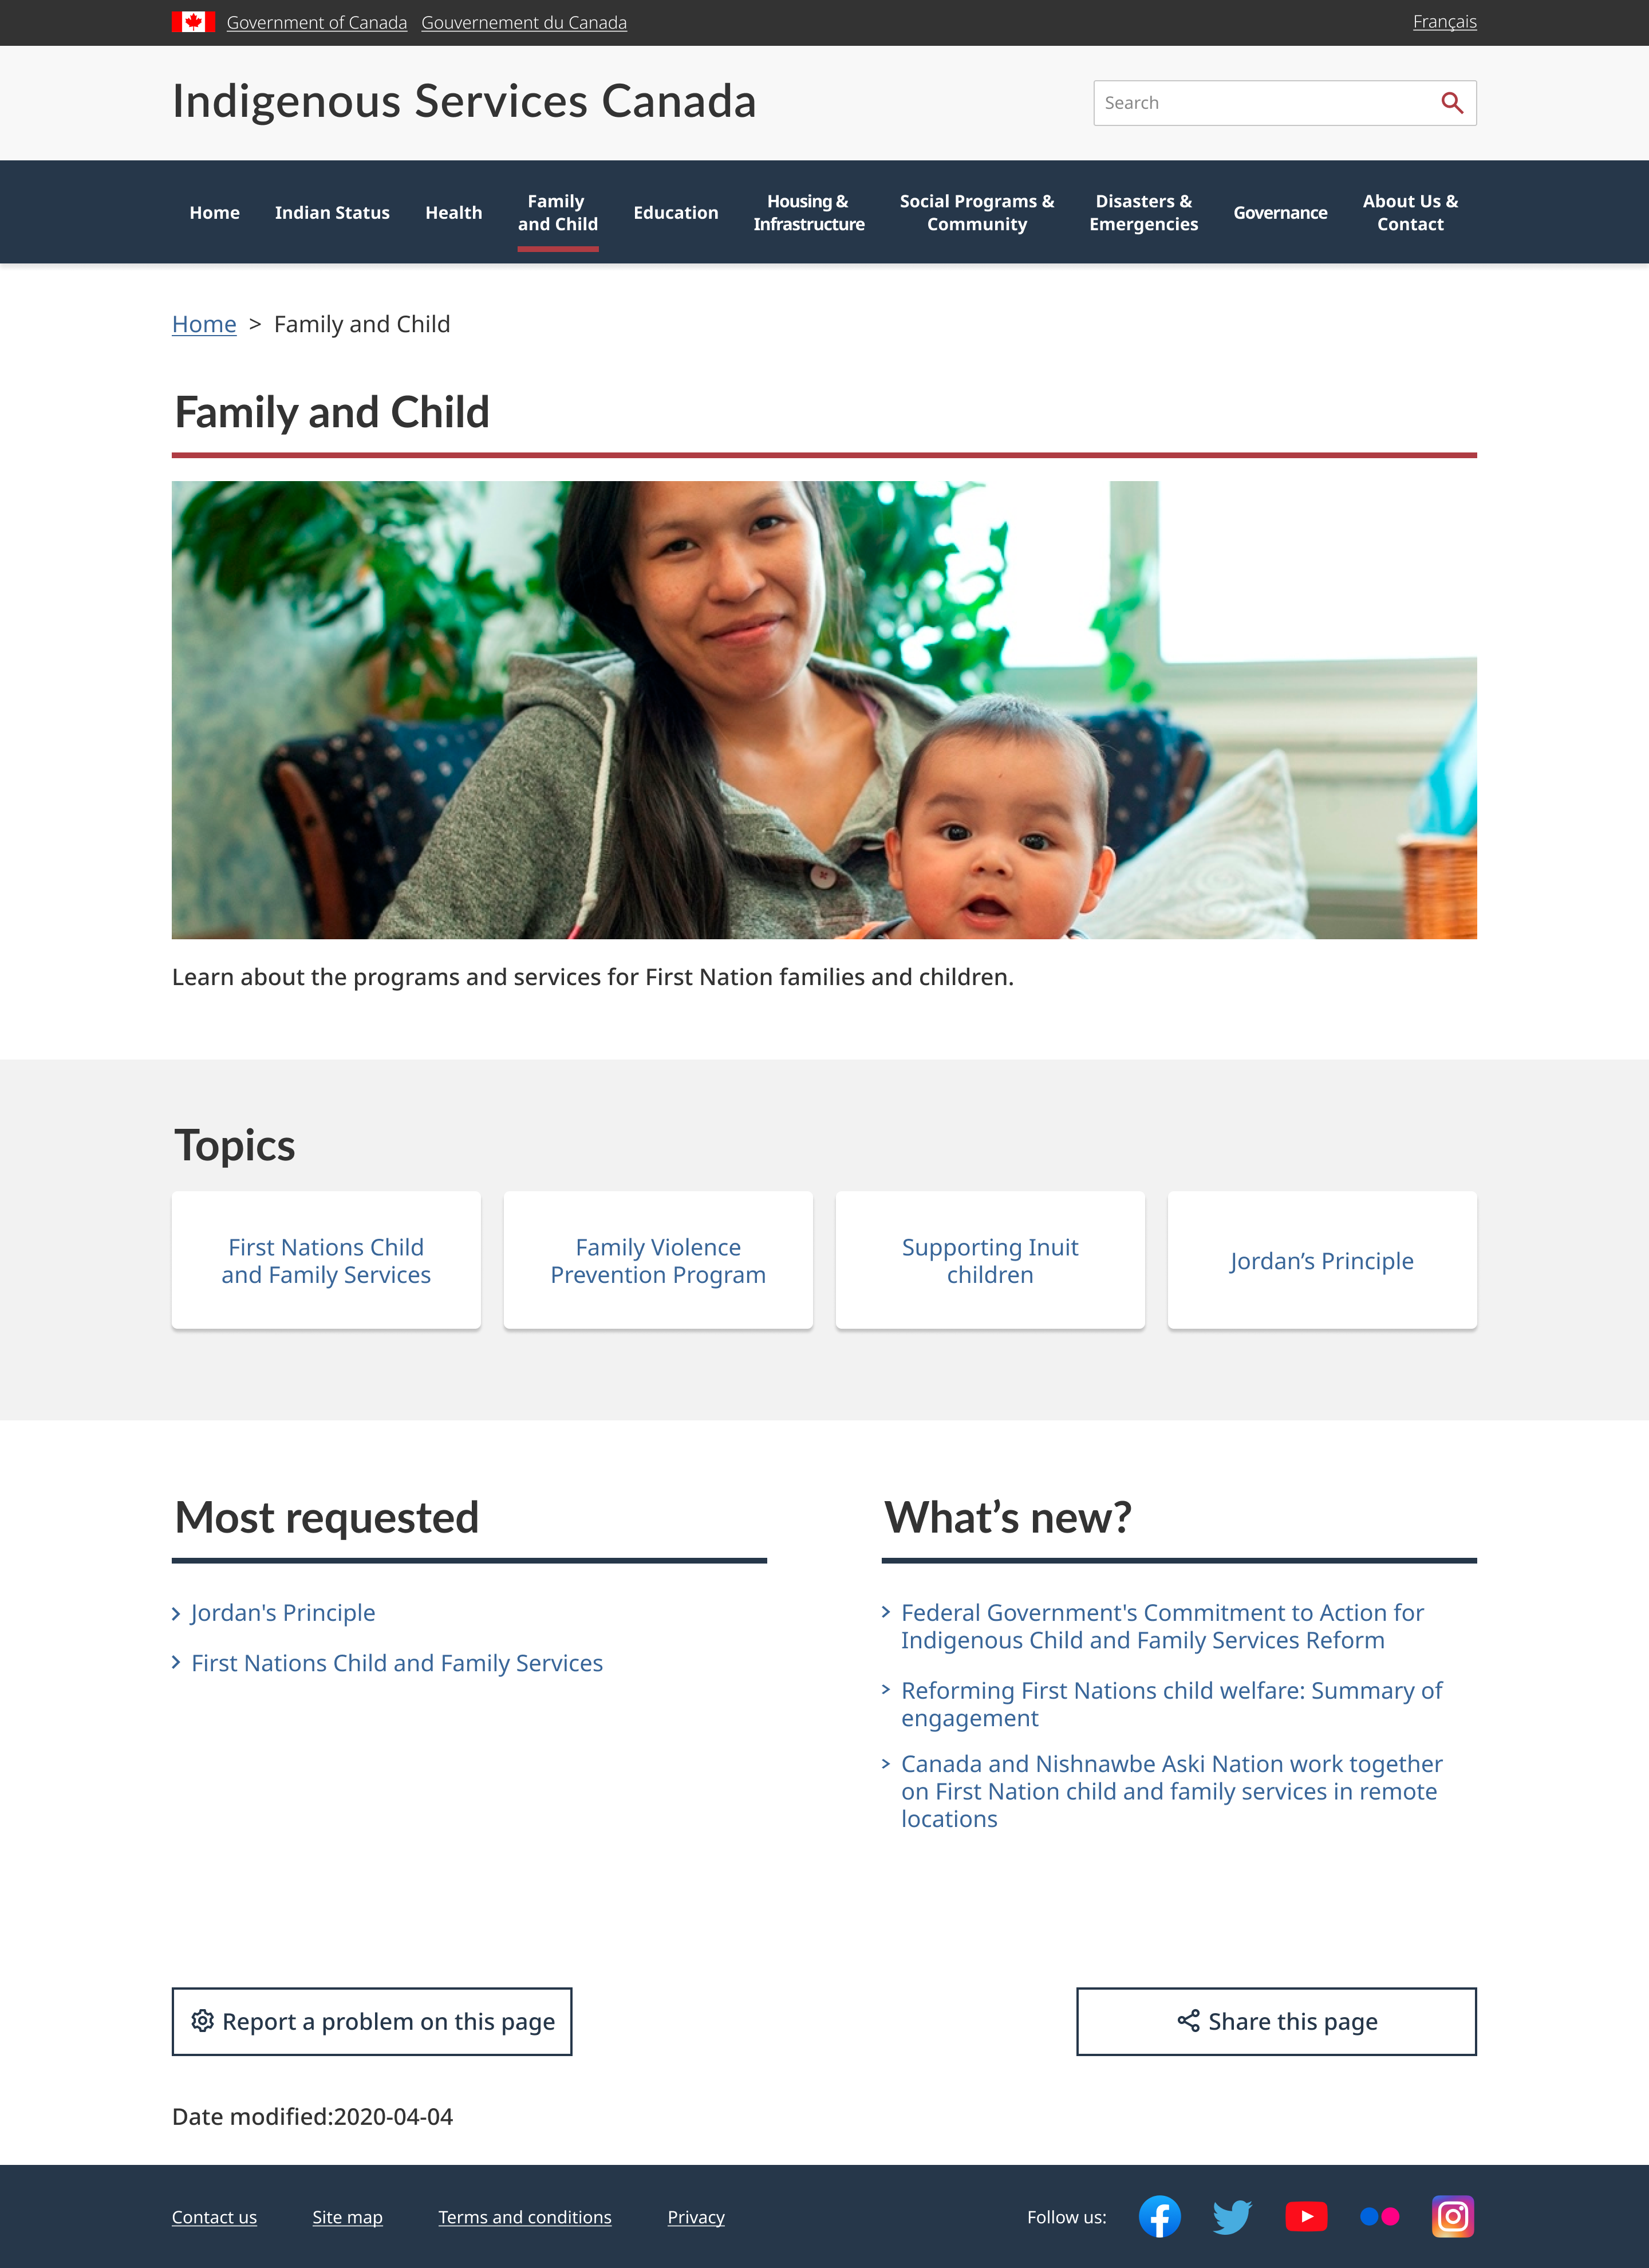 Government of Canada Gouvernement du Canada
Français
Indigenous Services Canada
Search
Home
Indian Status
Health
Family
and Child
Education
Housing &
Infrastructure
Social Programs &
Community
Disasters &
Emergencies
Governance
About Us &
Contact
Home > Family and Child
Family and Child
Learn about the programs and services for First Nation families and children.
Topics
First Nations Child
and Family Services
Family Violence
Prevention Program
Supporting Inuit
children
Jordan’s Principle
Most requested
Jordan's Principle
First Nations Child and Family Services
What’s new?
Federal Government's Commitment to Action for
Indigenous Child and Family Services Reform
Reforming First Nations child welfare: Summary of
engagement
Canada and Nishnawbe Aski Nation work together
on First Nation child and family services in remote
locations
Report a problem on this page
Share this page
Date modified:2020-04-04
Contact us
Site map
Terms and conditions
Privacy
Follow us: